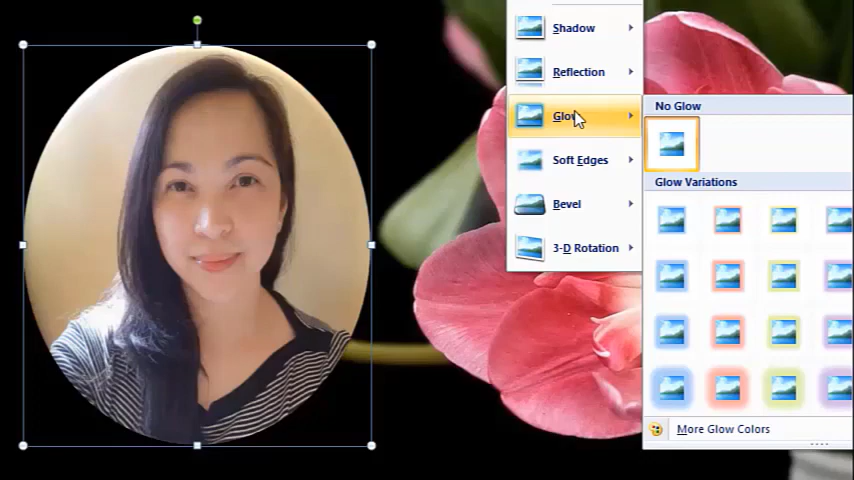 Shadow
Reflection
Glow
Soft Edges
Bevel
3-D Rotation
No Glow
Glow Variations
More Glow Colors